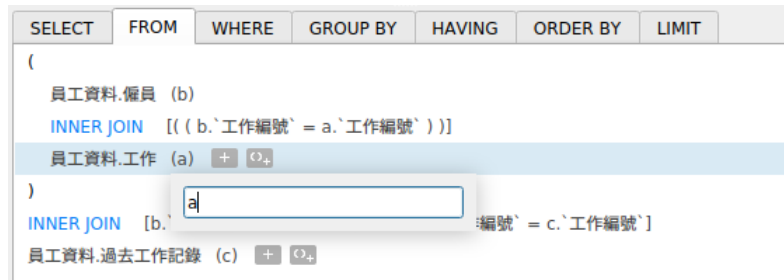 SELECT FROM WHERE GROUP BY HAVING ORDER BY LIMIT
(
員工資料.僱員 (b)
INNER JOIN [( ( b.`工作編號` = a.`工作編號` ) )]
員工資料.工作 (a)
a
)
INNER JOIN [b.` 編號` = c.`工作編號`]
員工資料.過去工作記錄 (c)